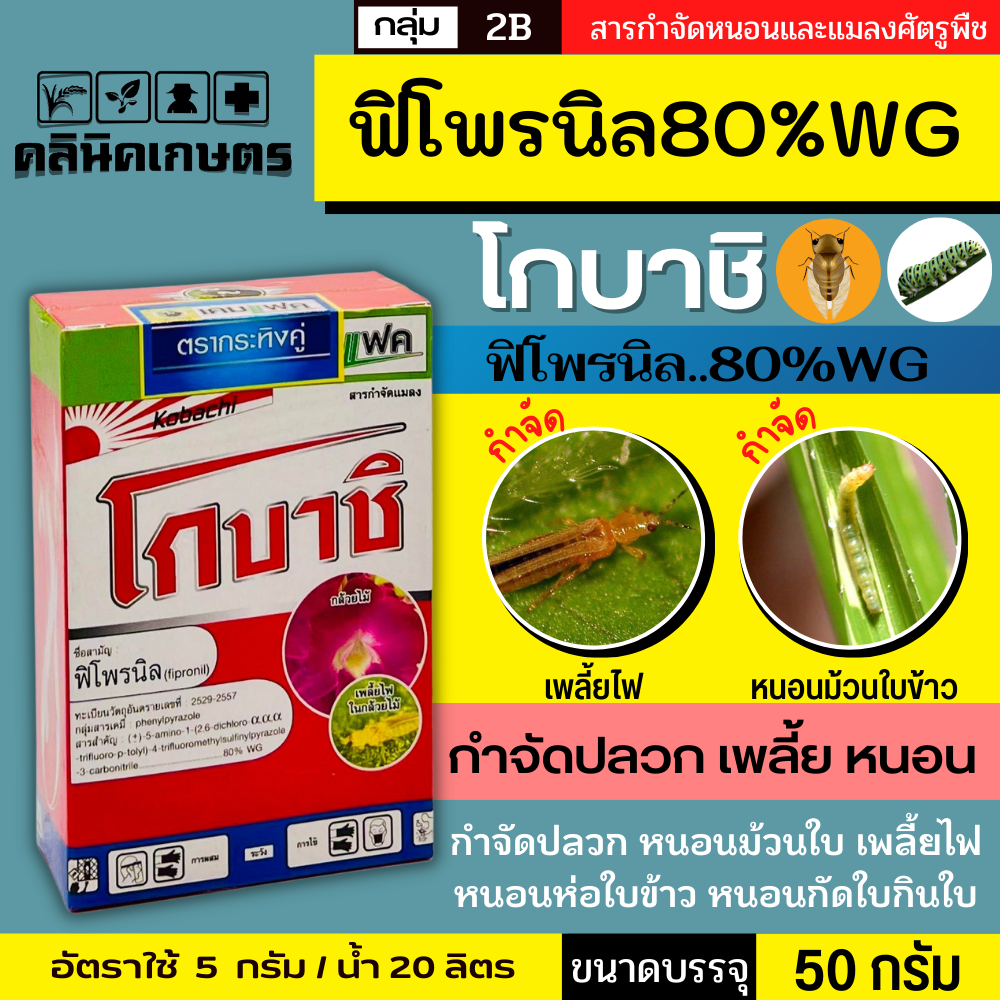 กลุ่ม 2B สารกำจัดหนอนและแมลงศัตรูพืช
คลินิคเกษตร
ฟิโพรนิล80%WG
โกบาชิ
ฟิโพรนิล..80%WG
ตรากระทิงคู่
แฟค
สารกำจัดแมลง
Kobachi
โกบาชิ
กล้วยไม้
เพลี้ยไฟ
ในกล้วยไม้
ชื่อสามัญ :
ฟิโพรนิล (fipronil)
ทะเบียนวัตถุอันตรายเลขที่ : 2529-2557
กลุ่มสารเคมี : phenylpyrazole
สารสำคัญ : (±)-5-amino-1-(2,6-dichloro-ααα
-trifluoro-p-tolyl)-4-trifluoromethylsulfinylpyrazole
-3-carbonitrile......................80% WG
การผสม
ระวัง
การใช้
กำจัด
เพลี้ยไฟ
กำจัด
หนอนม้วนใบข้าว
กำจัดปลวก เพลี้ย หนอน
กำจัดปลวก หนอนม้วนใบ เพลี้ยไฟ
หนอนห่อใบข้าว หนอนกัดใบกินใบ
อัตราใช้ 5 กรัม / น้ำ 20 ลิตร
ขนาดบรรจุ 50 กรัม